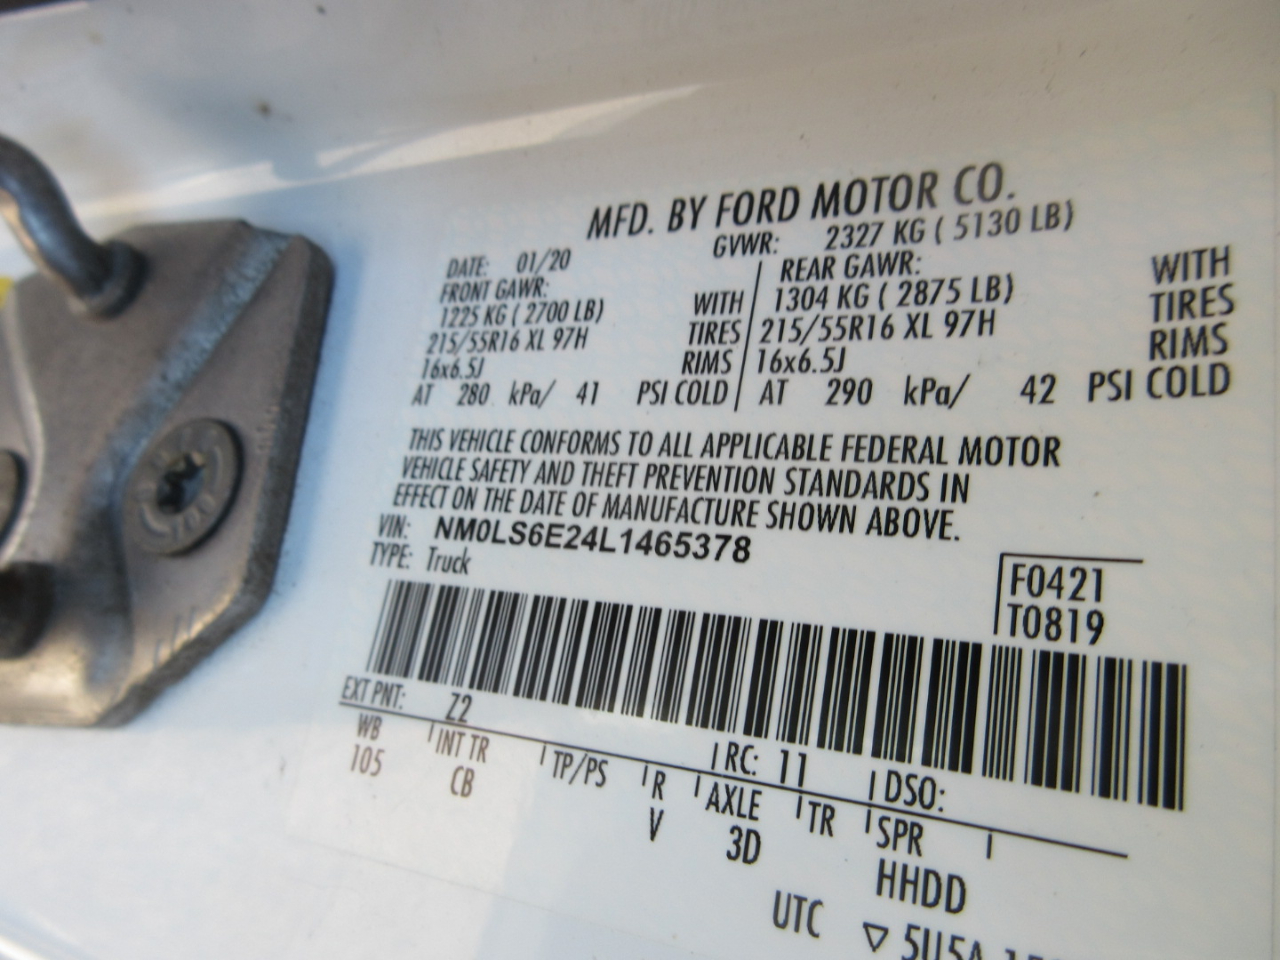 MFD. BY FORD MOTOR CO.
DATE: 01/20 GVWR: 2327 KG ( 5130 LB)
FRONT GAWR: REAR GAWR:
1225 KG ( 2700 LB) WITH 1304 KG ( 2875 LB) WITH
215/55R16 XL 97H TIRES 215/55R16 XL 97H TIRES
16x6.5J RIMS 16x6.5J RIMS
AT 280 kPa/ 41 PSI COLD AT 290 kPa/ 42 PSI COLD
THIS VEHICLE CONFORMS TO ALL APPLICABLE FEDERAL MOTOR
VEHICLE SAFETY AND THEFT PREVENTION STANDARDS IN
EFFECT ON THE DATE OF MANUFACTURE SHOWN ABOVE.
VIN: NM0LS6E24L1465378
TYPE: Truck
F0421
T0819
EXT PNT: Z2 RC: 11 DSO:
WB INT TR TP/PS R AXLE TR SPR
105 CB V 3D HHDD
UTC ▽ 5U5A